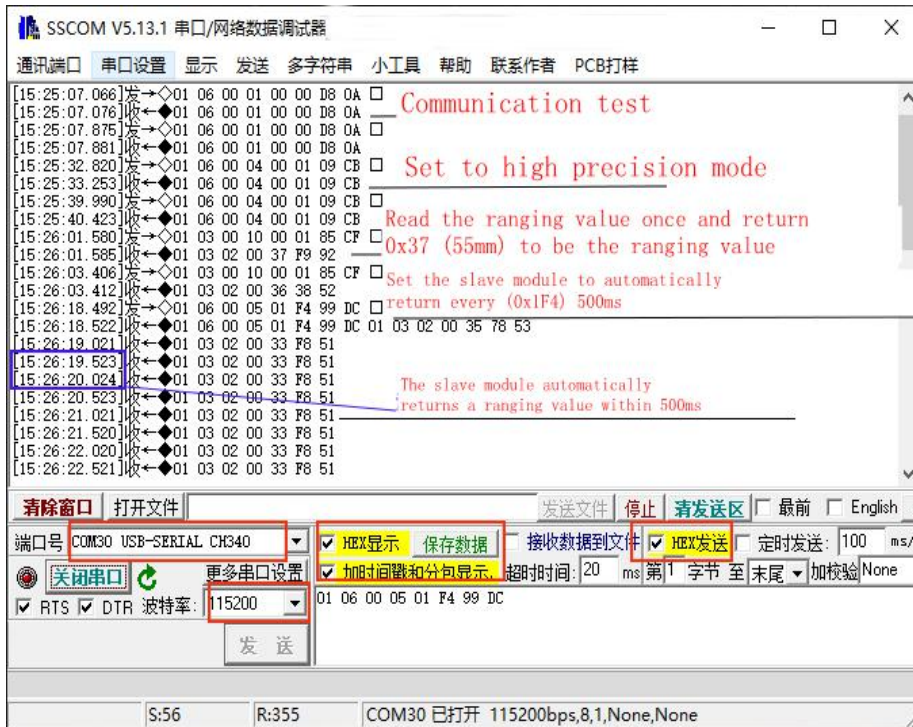 SSCOM V5.13.1 串口/网络数据调试器
通讯端口 串口设置 显示 发送 多字符串 小工具 帮助 联系作者 PCB打样
[15:25:07.066]发→◇01 06 00 01 00 00 D8 0A □
[15:25:07.076]收←◆01 06 00 01 00 00 D8 0A
Communication test
[15:25:07.875]发→◇01 06 00 01 00 00 D8 0A □
[15:25:07.881]收←◆01 06 00 01 00 00 D8 0A
[15:25:32.820]发→◇01 06 00 04 00 01 09 CB □
[15:25:33.253]收←◆01 06 00 04 00 01 09 CB
Set to high precision mode
[15:25:39.990]发→◇01 06 00 04 00 01 09 CB □
[15:25:40.423]收←◆01 06 00 04 00 01 09 CB
[15:26:01.580]发→◇01 03 00 10 00 01 85 CF □
[15:26:01.585]收←◆01 03 02 00 37 F9 92
Read the ranging value once and return
0x37 (55mm) to be the ranging value
[15:26:03.406]发→◇01 03 00 10 00 01 85 CF □
[15:26:03.412]收←◆01 03 02 00 36 38 52
Set the slave module to automatically
return every (0x1F4) 500ms
[15:26:18.492]发→◇01 06 00 05 01 F4 99 DC □
[15:26:18.522]收←◆01 06 00 05 01 F4 99 DC 01 03 02 00 35 78 53
[15:26:19.021]收←◆01 03 02 00 33 F8 51
[15:26:19.523]收←◆01 03 02 00 33 F8 51
[15:26:20.024]收←◆01 03 02 00 33 F8 51
[15:26:20.523]收←◆01 03 02 00 33 F8 51
The slave module automatically
returns a ranging value within 500ms
[15:26:21.021]收←◆01 03 02 00 33 F8 51
[15:26:21.520]收←◆01 03 02 00 33 F8 51
[15:26:22.020]收←◆01 03 02 00 33 F8 51
[15:26:22.521]收←◆01 03 02 00 33 F8 51
清除窗口 打开文件 发送文件 停止 清发送区 最前 English
端口号 COM30 USB-SERIAL CH340 HEX显示 保存数据 接收数据到文件 HEX发送 定时发送: 100 ms/
关闭串口 更多串口设置 加时间戳和分包显示, 超时时间: 20 ms 第1 字节 至 末尾 加校验 None
RTS DTR 波特率: 115200
01 06 00 05 01 F4 99 DC
发 送
S:56 R:355 COM30 已打开 115200bps,8,1,None,None